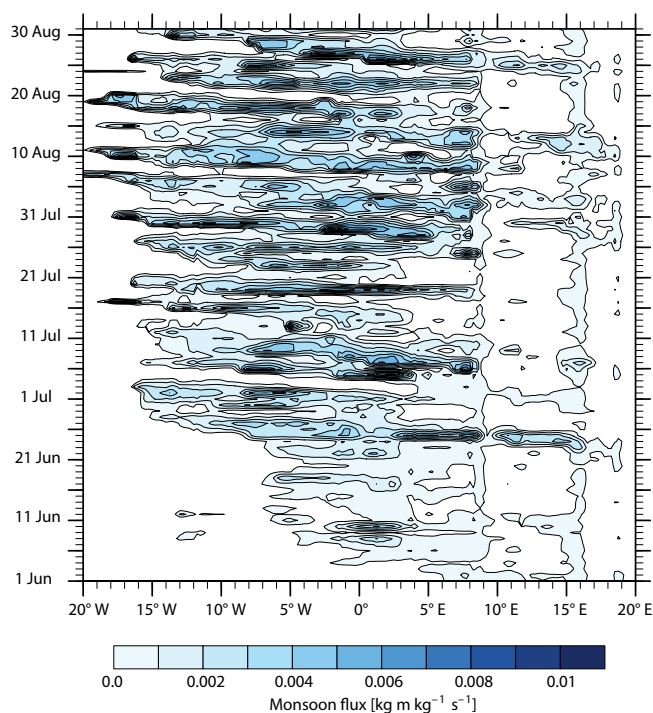 30 Aug
20 Aug
10 Aug
31 Jul
21 Jul
11 Jul
1 Jul
21 Jun
11 Jun
1 Jun
20° W 15° W 10° W 5° W 0° 5° E 10° E 15° E 20° E
0.0 0.002 0.004 0.006 0.008 0.01
Monsoon flux [kg m kg⁻¹ s⁻¹]